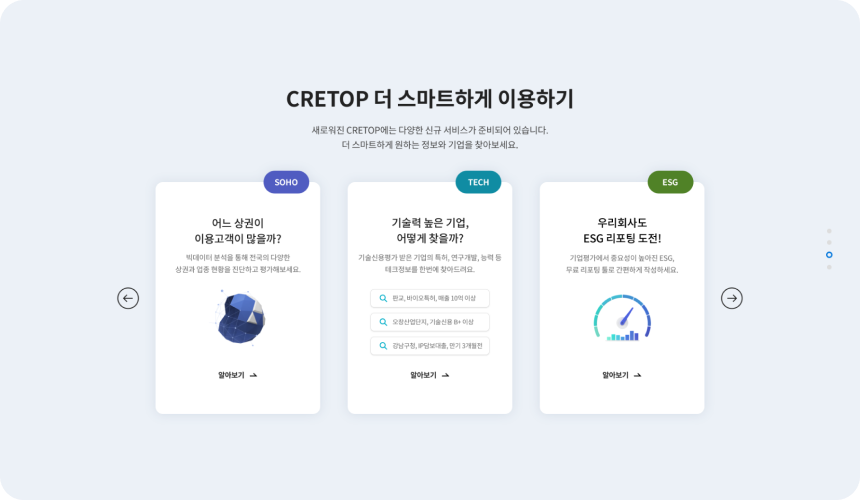 CRETOP 더 스마트하게 이용하기
새로워진 CRETOP에는 다양한 신규 서비스가 준비되어 있습니다.
더 스마트하게 원하는 정보와 기업을 찾아보세요.
SOHO
어느 상권이
이용고객이 많을까?
빅데이터 분석을 통해 전국의 다양한
상권과 업종 현황을 진단하고 평가해보세요.
알아보기
TECH
기술력 높은 기업,
어떻게 찾을까?
기술신용평가 받은 기업의 특허, 연구개발, 능력 등
테크정보를 한번에 찾아드려요.
판교, 바이오특허, 매출 10억 이상
오창산업단지, 기술신용 B+ 이상
강남구청, IP담보대출, 만기 3개월전
알아보기
ESG
우리회사도
ESG 리포팅 도전!
기업평가에서 중요성이 높아진 ESG,
무료 리포팅 툴로 간편하게 작성하세요.
알아보기